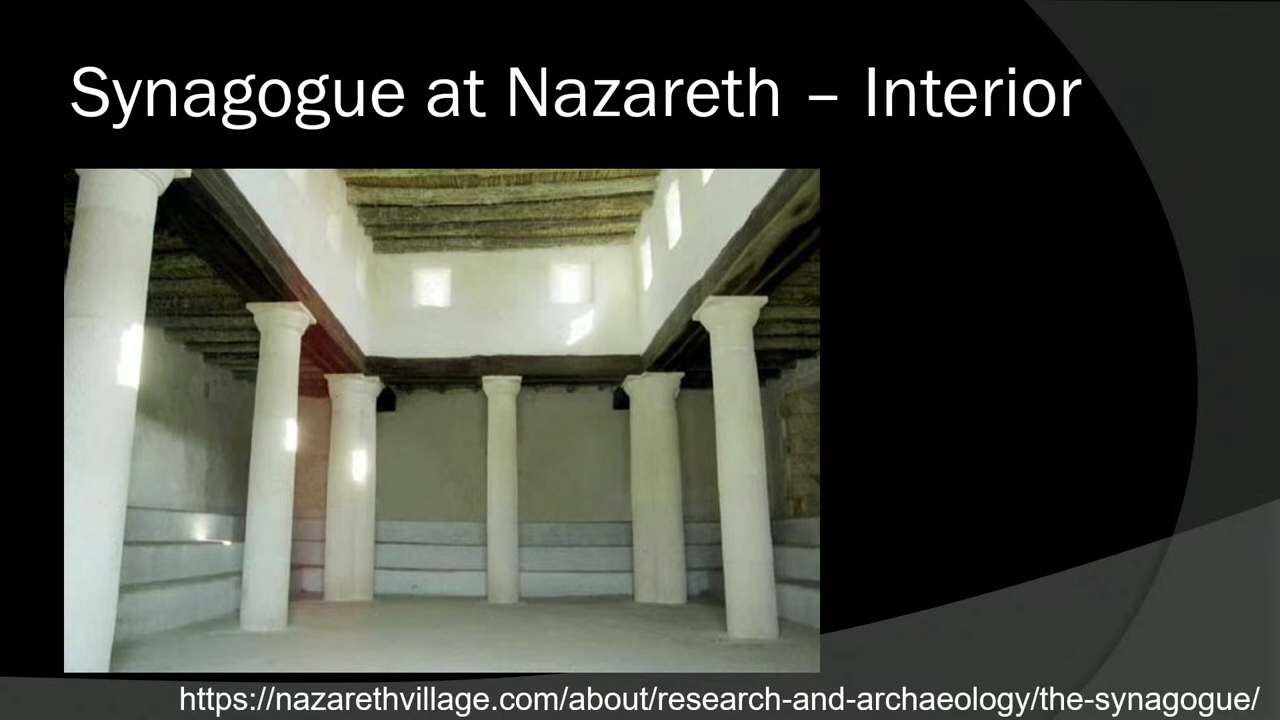 Synagogue at Nazareth – Interior
https://nazarethvillage.com/about/research-and-archaeology/the-synagogue/